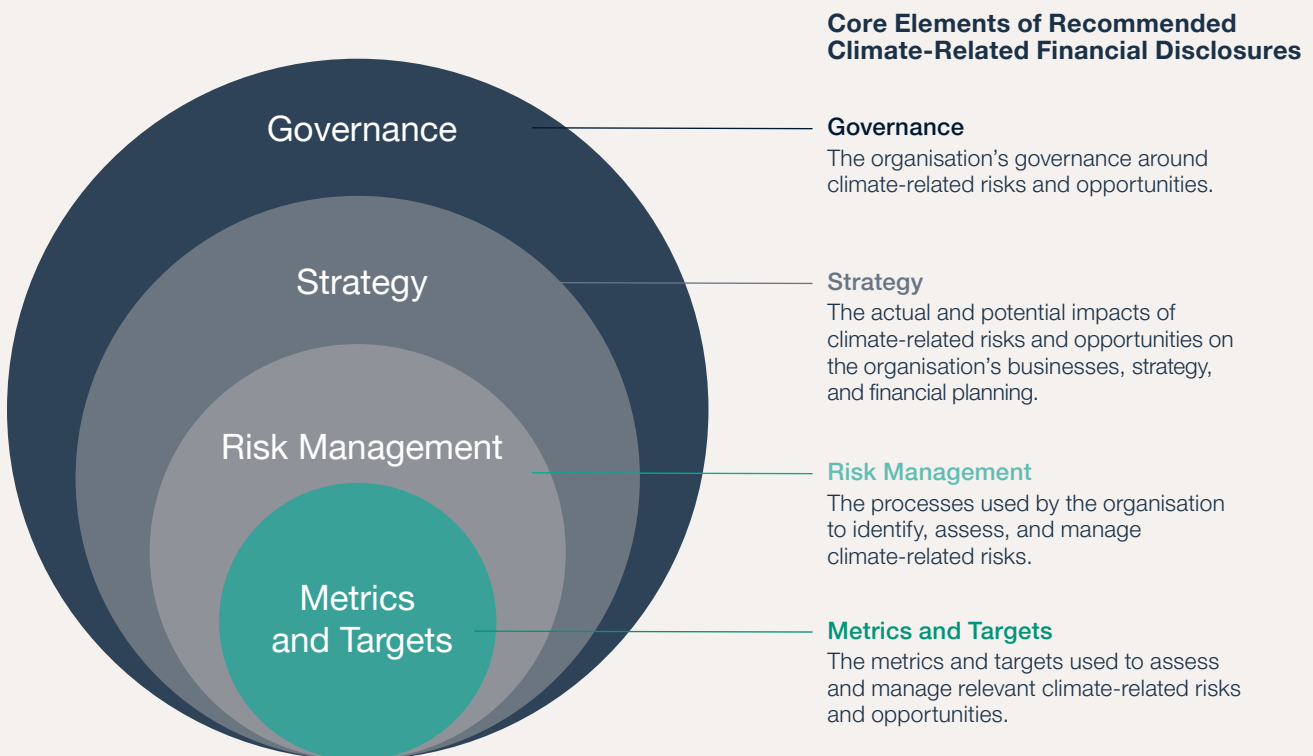 Core Elements of Recommended
Climate-Related Financial Disclosures
Governance
Strategy
Risk Management
Metrics
and Targets
Governance
The organisation’s governance around
climate-related risks and opportunities.
Strategy
The actual and potential impacts of
climate-related risks and opportunities on
the organisation’s businesses, strategy,
and financial planning.
Risk Management
The processes used by the organisation
to identify, assess, and manage
climate-related risks.
Metrics and Targets
The metrics and targets used to assess
and manage relevant climate-related risks
and opportunities.